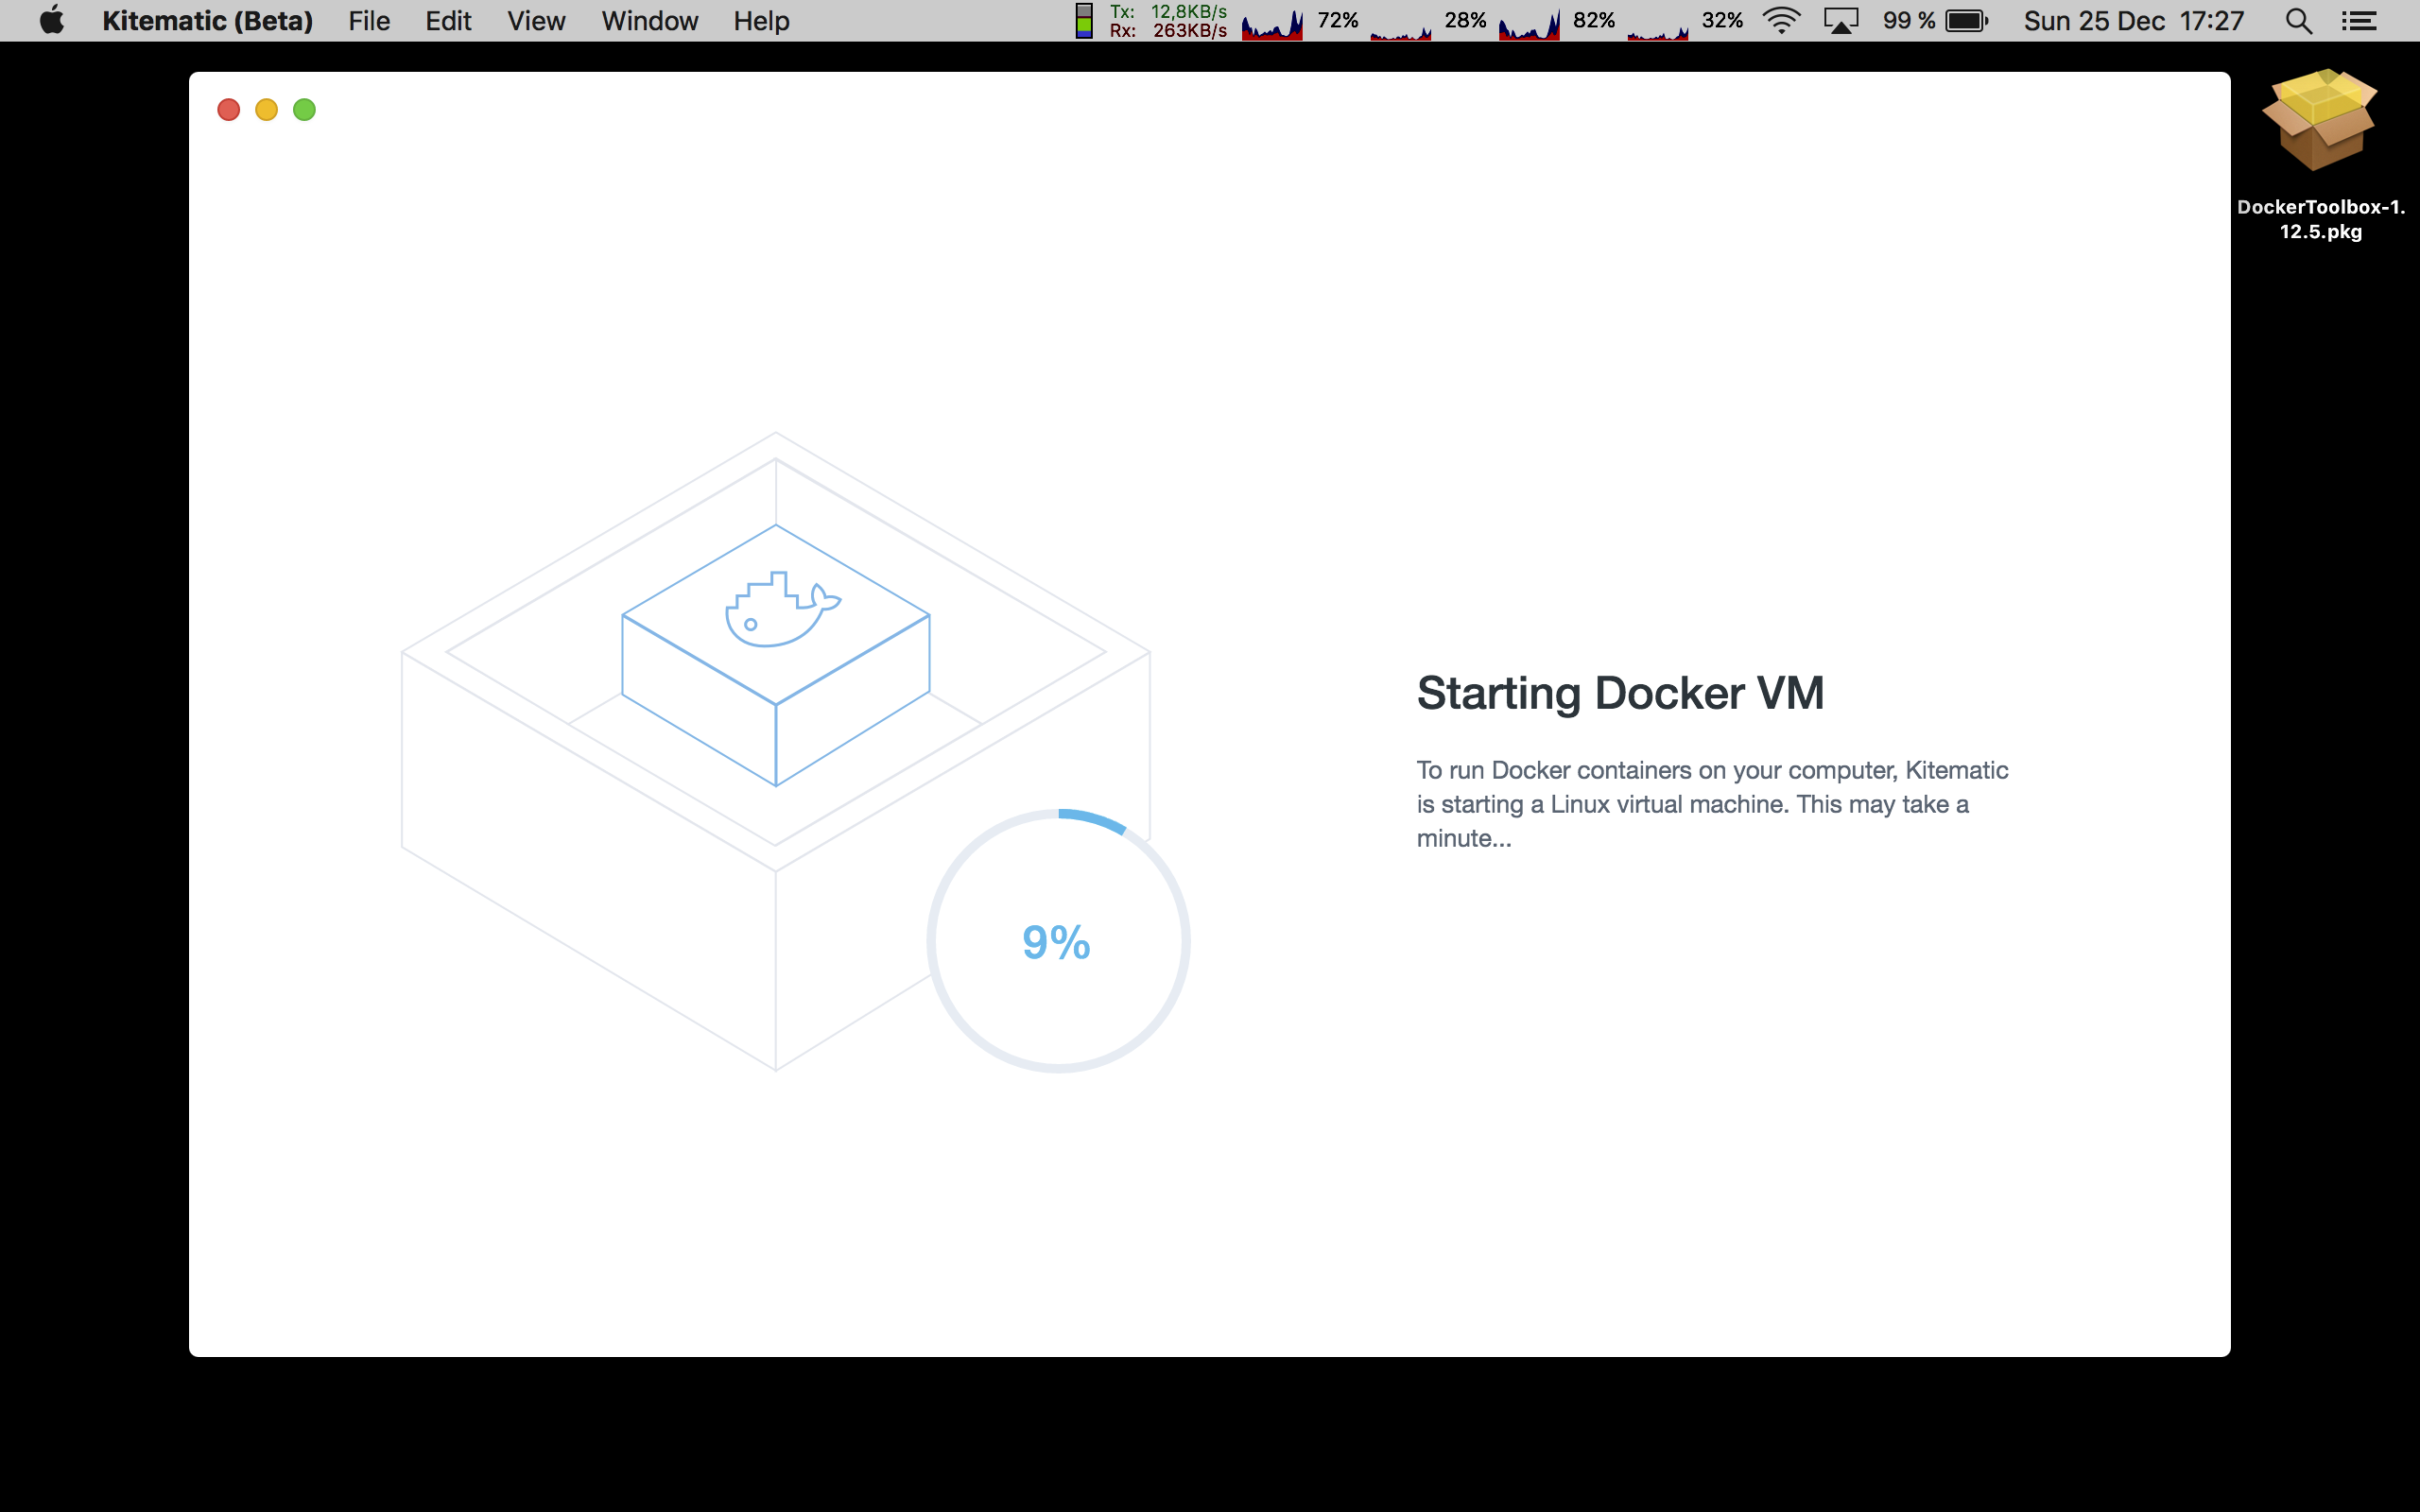 Kitematic (Beta) File Edit View Window Help
Tx: 12,8KB/s
Rx: 263KB/s
72% 28% 82% 32% 99 % Sun 25 Dec 17:27
DockerToolbox-1.
12.5.pkg
Starting Docker VM
To run Docker containers on your computer, Kitematic
is starting a Linux virtual machine. This may take a
minute...
9%